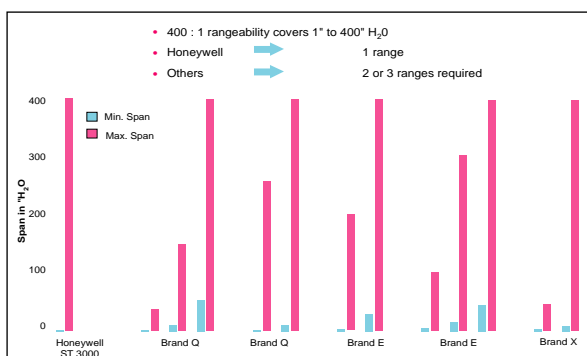 • 400 : 1 rangeability covers 1" to 400" H20
• Honeywell 1 range
• Others 2 or 3 ranges required
400
Min. Span
Max. Span
300
200
100
0
Span in "H2O
Honeywell
ST 3000
Brand Q
Brand Q
Brand E
Brand E
Brand X